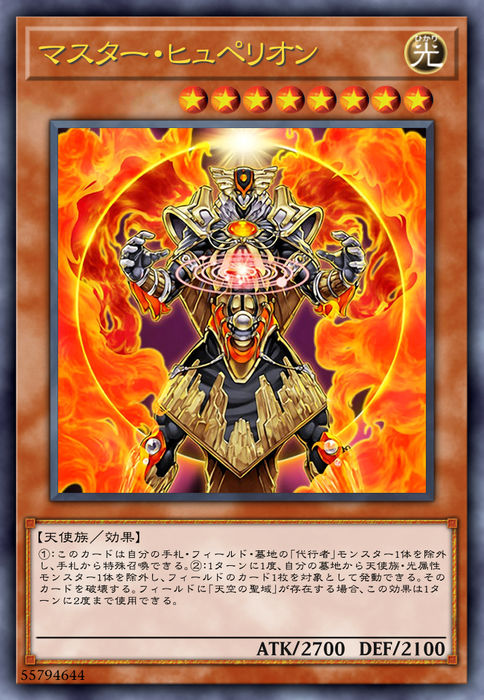 マスター・ヒュペリオン
ひかり
光
【天使族／効果】
①：このカードは自分の手札・フィールド・墓地の「代行者」モンスター1体を除外
し、手札から特殊召喚できる。②：1ターンに1度、自分の墓地から天使族・光属性
モンスター1体を除外し、フィールドのカード1枚を対象として発動できる。その
カードを破壊する。フィールドに「天空の聖域」が存在する場合、この効果は1タ
ーンに2度まで使用できる。
ATK/2700 DEF/2100
55794644